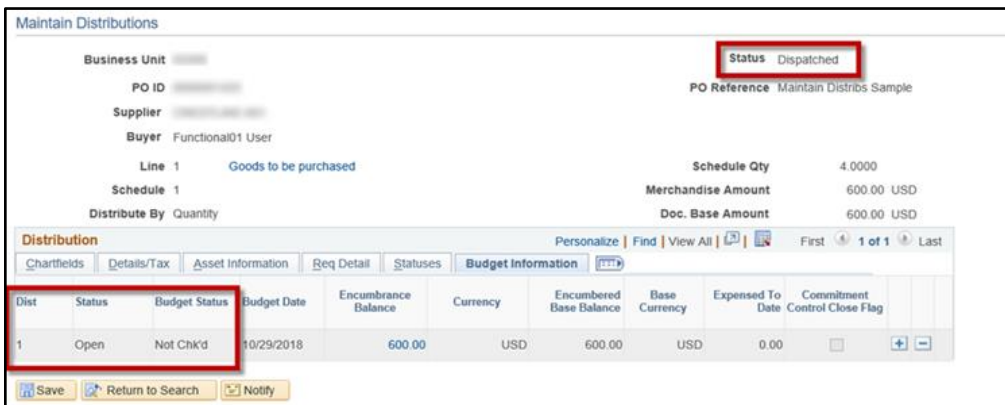 Maintain Distributions
Business Unit
Status Dispatched
PO ID
PO Reference Maintain Distribs Sample
Supplier
Buyer Functional01 User
Line 1 Goods to be purchased Schedule Qty 4.0000
Schedule 1 Merchandise Amount 600.00 USD
Distribute By Quantity Doc. Base Amount 600.00 USD
Distribution Personalize | Find | View All | | First 1 of 1 Last
Chartfields Details/Tax Asset Information Req Detail Statuses Budget Information
Dist Status Budget Status Budget Date Encumbrance Balance Currency Encumbered Base Balance Base Currency Expensed To Date Commitment Control Close Flag
1 Open Not Chk'd 10/29/2018 600.00 USD 600.00 USD 0.00
Save Return to Search Notify